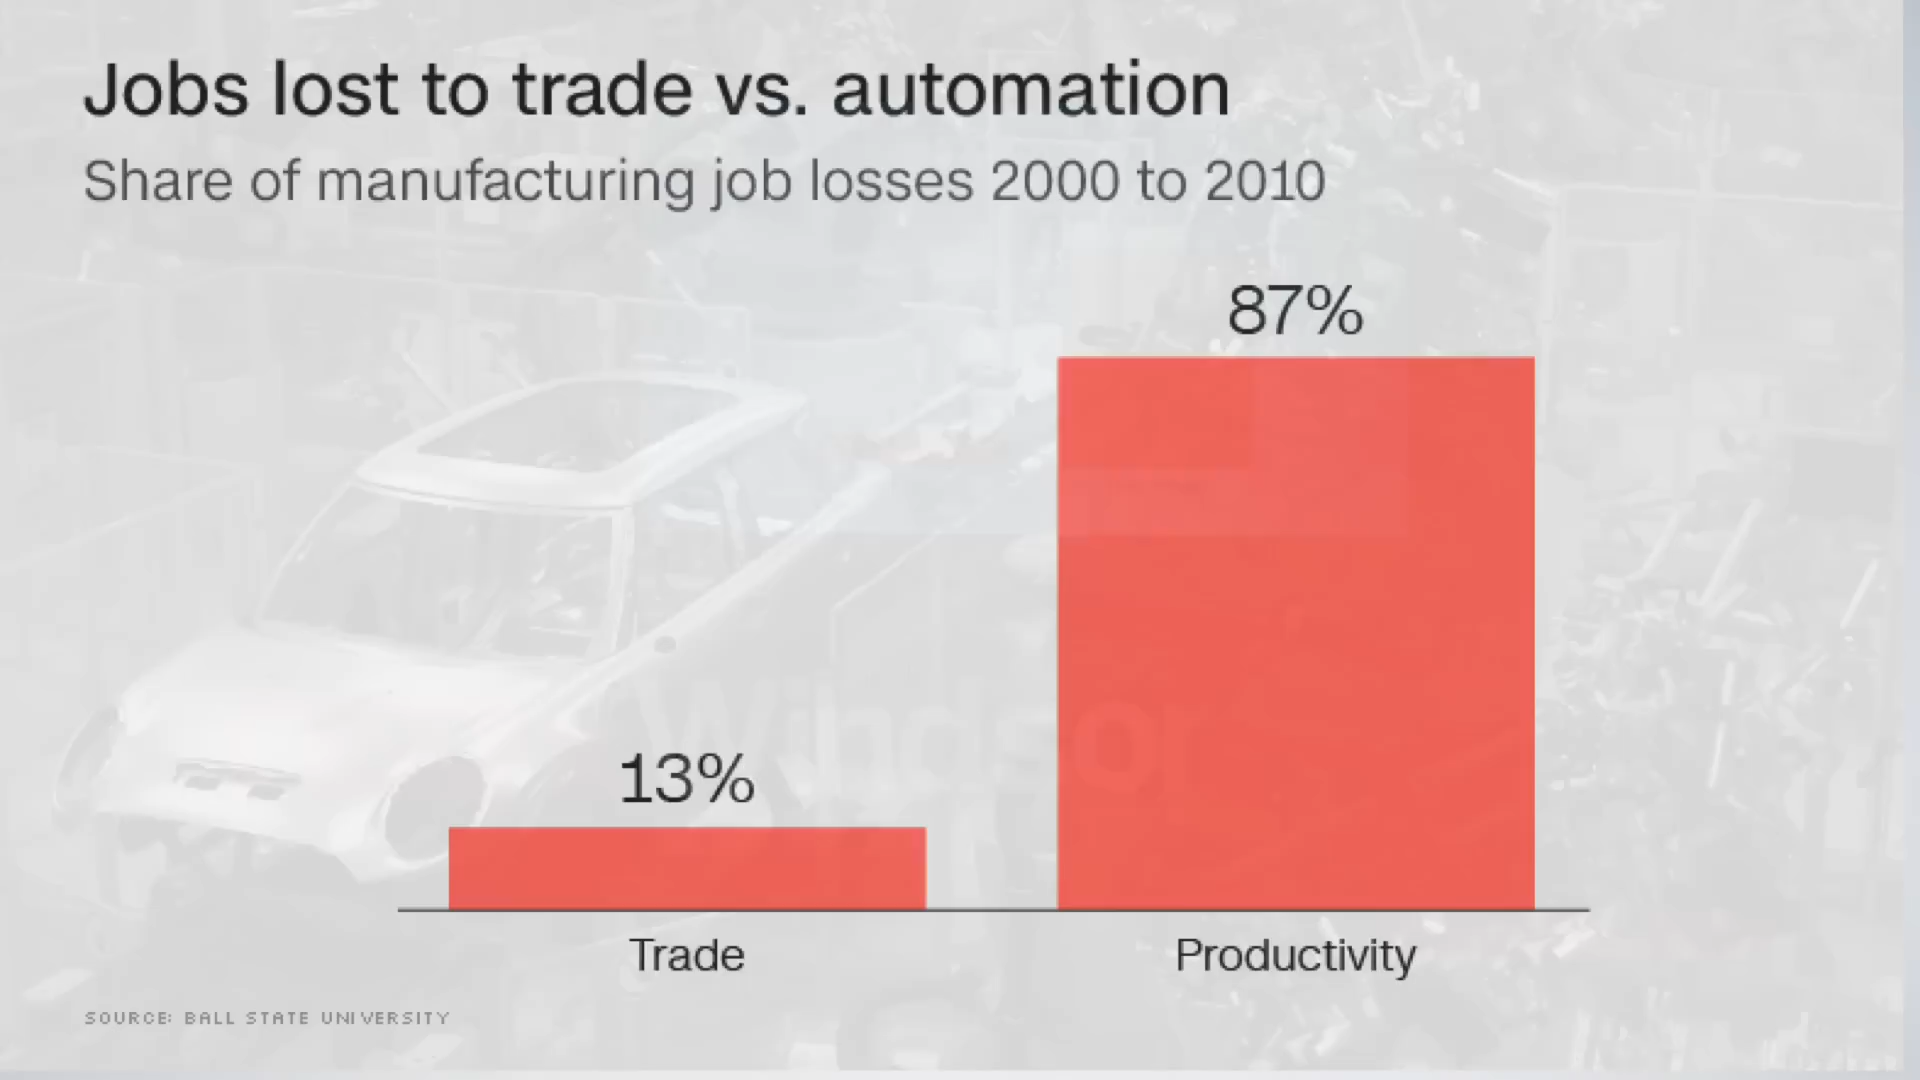 Jobs lost to trade vs. automation
Share of manufacturing job losses 2000 to 2010
87%
13%
Windsor
Trade
Productivity
SOURCE: BALL STATE UNIVERSITY